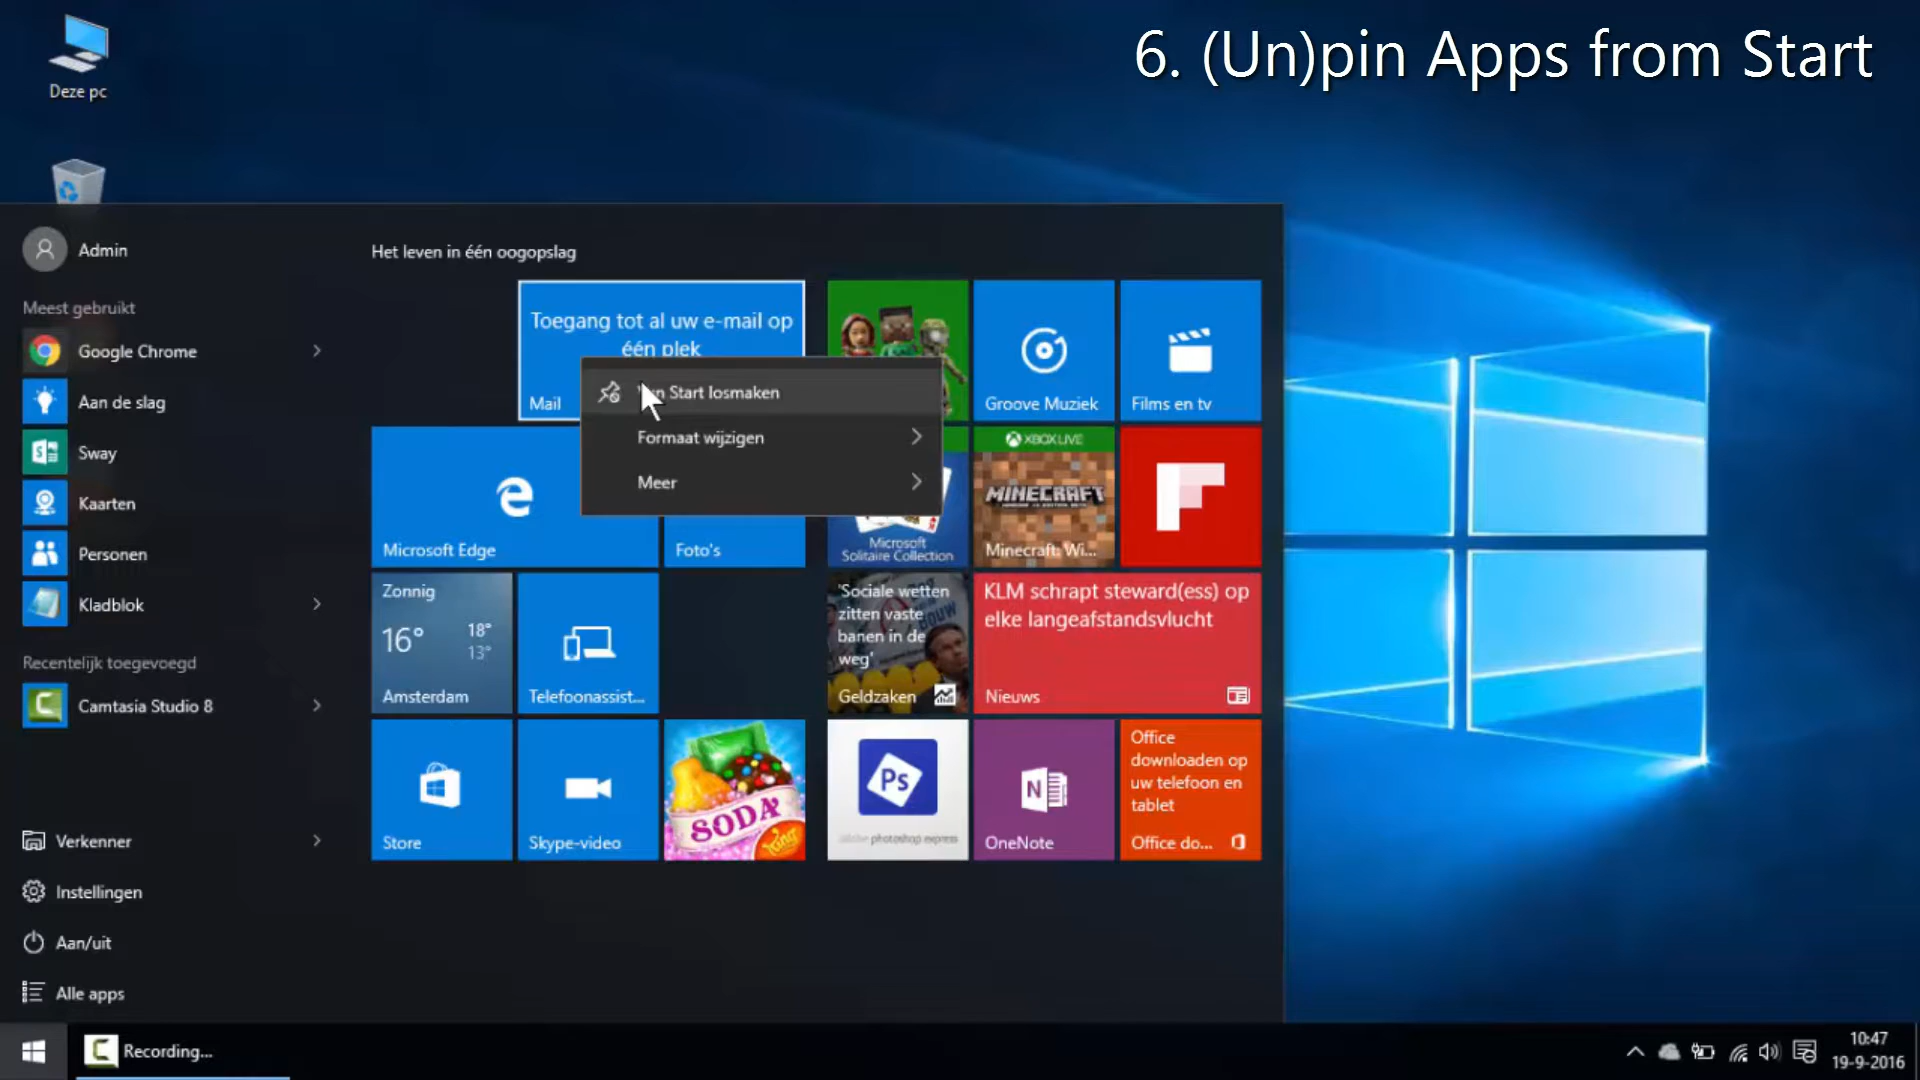 6. (Un)pin Apps from Start
Deze pc
Admin
Meest gebruikt
Google Chrome
Aan de slag
Sway
Kaarten
Personen
Kladblok
Recentelijk toegevoegd
Camtasia Studio 8
Verkenner
Instellingen
Aan/uit
Alle apps
Het leven in één oogopslag
Toegang tot al uw e-mail op
één plek
Mail
Start losmaken
Formaat wijzigen
Meer
Groove Muziek
Films en tv
Microsoft Edge
Foto's
Microsoft
Solitaire Collection
XBOX LIVE
MINECRAFT
Minecraft: Wi...
Zonnig
16°
18°
13°
Amsterdam
Telefoonassist...
'Sociale wetten
zitten vaste
banen in de
weg'
Geldzaken
KLM schrapt steward(ess) op
elke langeafstandsvlucht
Nieuws
Store
Skype-video
SODA
King
Ps
photoshop express
N
OneNote
Office
downloaden op
uw telefoon en
tablet
Office do...
Recording...
10:47
19-9-2016